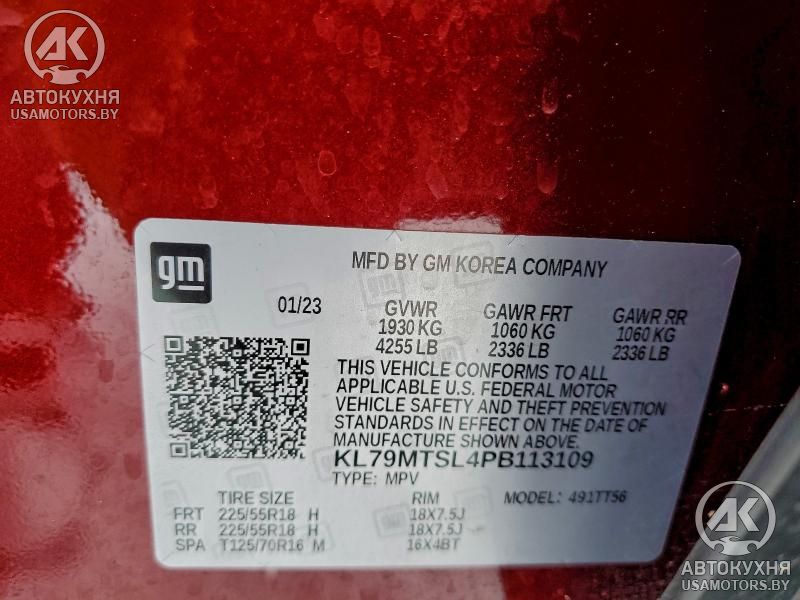 AK
АВТОКУХНЯ
USAMOTORS.BY
gm
MFD BY GM KOREA COMPANY
01/23 GVWR GAWR FRT GAWR RR
1930 KG 1060 KG 1060 KG
4255 LB 2336 LB 2336 LB
THIS VEHICLE CONFORMS TO ALL
APPLICABLE U.S. FEDERAL MOTOR
VEHICLE SAFETY AND THEFT PREVENTION
STANDARDS IN EFFECT ON THE DATE OF
MANUFACTURE SHOWN ABOVE.
KL79MTSL4PB113109
TYPE: MPV MODEL: 491TT56
TIRE SIZE RIM
FRT 225/55R18 H 18X7.5J
RR 225/55R18 H 18X7.5J
SPA T125/70R16 M 16X4BT
AK
АВТОКУХНЯ
USAMOTORS.BY